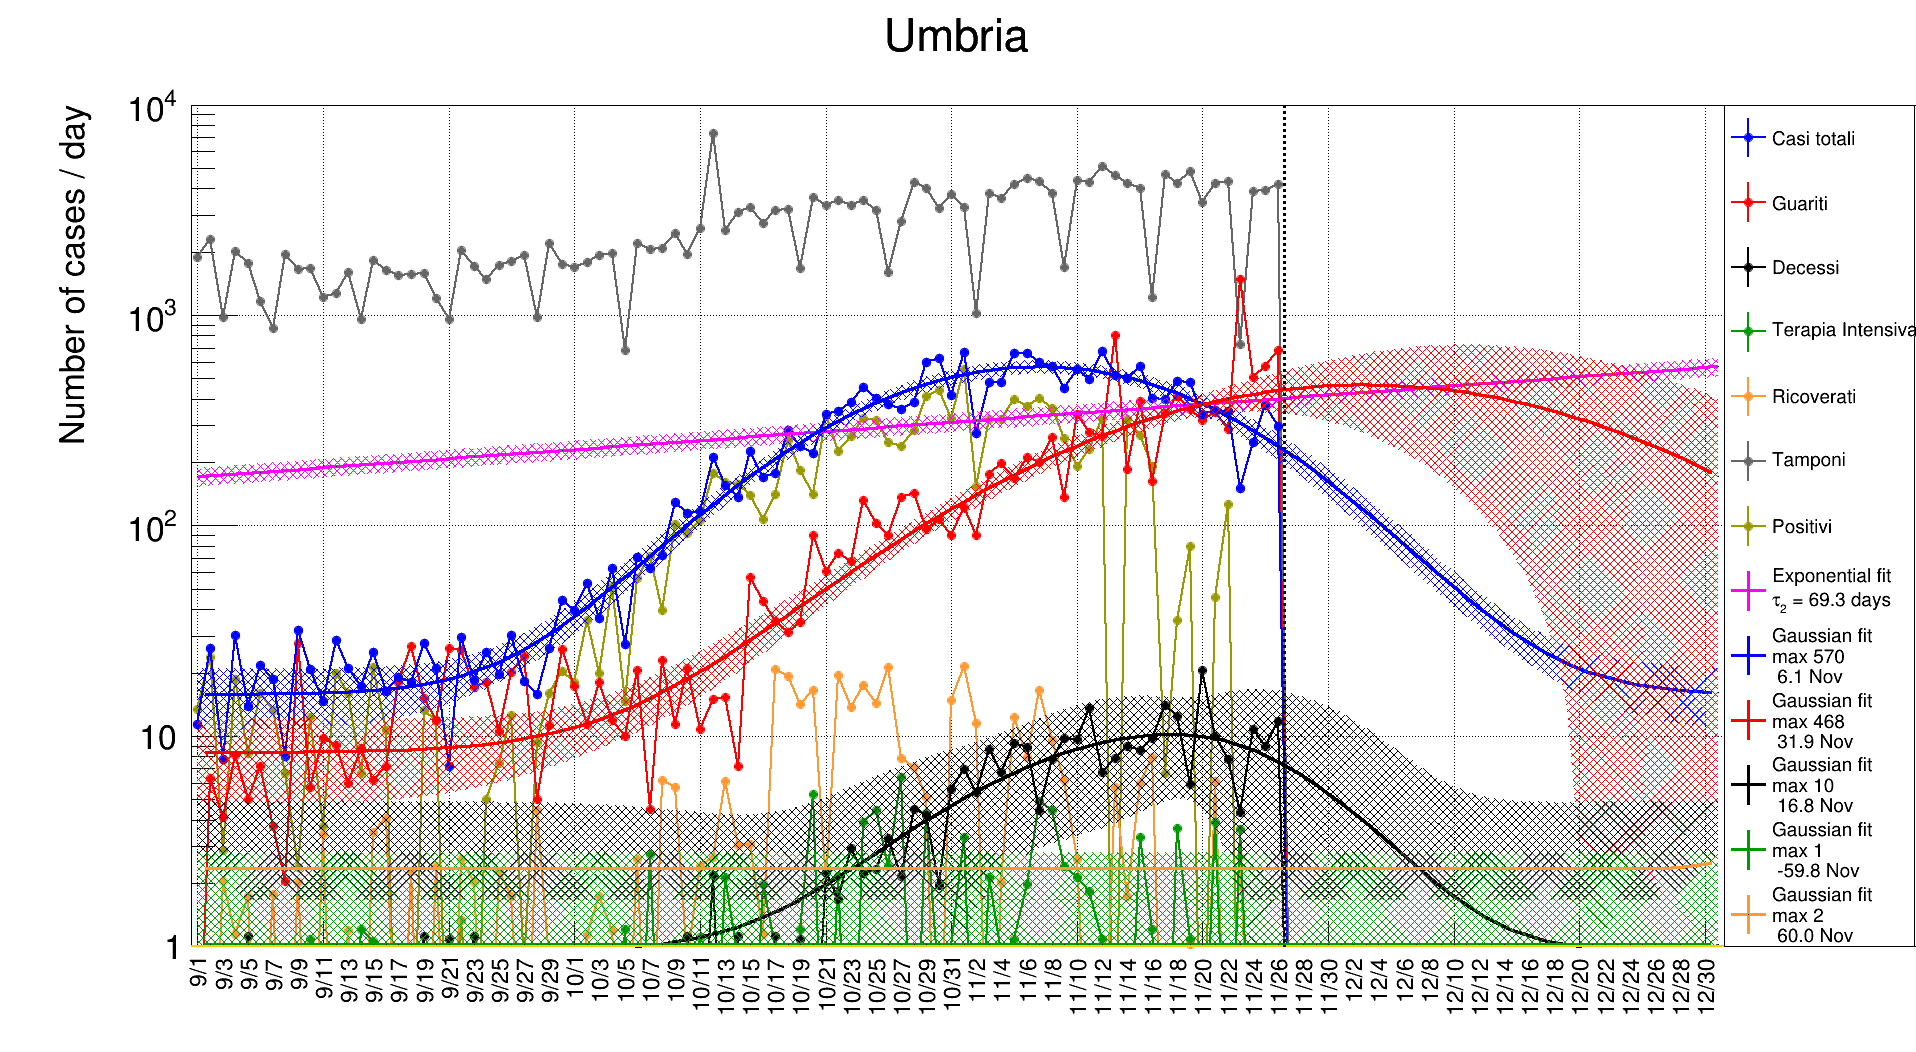 Umbria
Number of cases / day
10^4
10^3
10^2
10
1
9/1
9/3
9/5
9/7
9/9
9/11
9/13
9/15
9/17
9/19
9/21
9/23
9/25
9/27
9/29
10/1
10/3
10/5
10/7
10/9
10/11
10/13
10/15
10/17
10/19
10/21
10/23
10/25
10/27
10/29
10/31
11/2
11/4
11/6
11/8
11/10
11/12
11/14
11/16
11/18
11/20
11/22
11/24
11/26
11/28
11/30
12/2
12/4
12/6
12/8
12/10
12/12
12/14
12/16
12/18
12/20
12/22
12/24
12/26
12/28
12/30
Casi totali
Guariti
Decessi
Terapia Intensiva
Ricoverati
Tamponi
Positivi
Exponential fit
τ2 = 69.3 days
Gaussian fit
max 570
6.1 Nov
Gaussian fit
max 468
31.9 Nov
Gaussian fit
max 10
16.8 Nov
Gaussian fit
max 1
-59.8 Nov
Gaussian fit
max 2
60.0 Nov